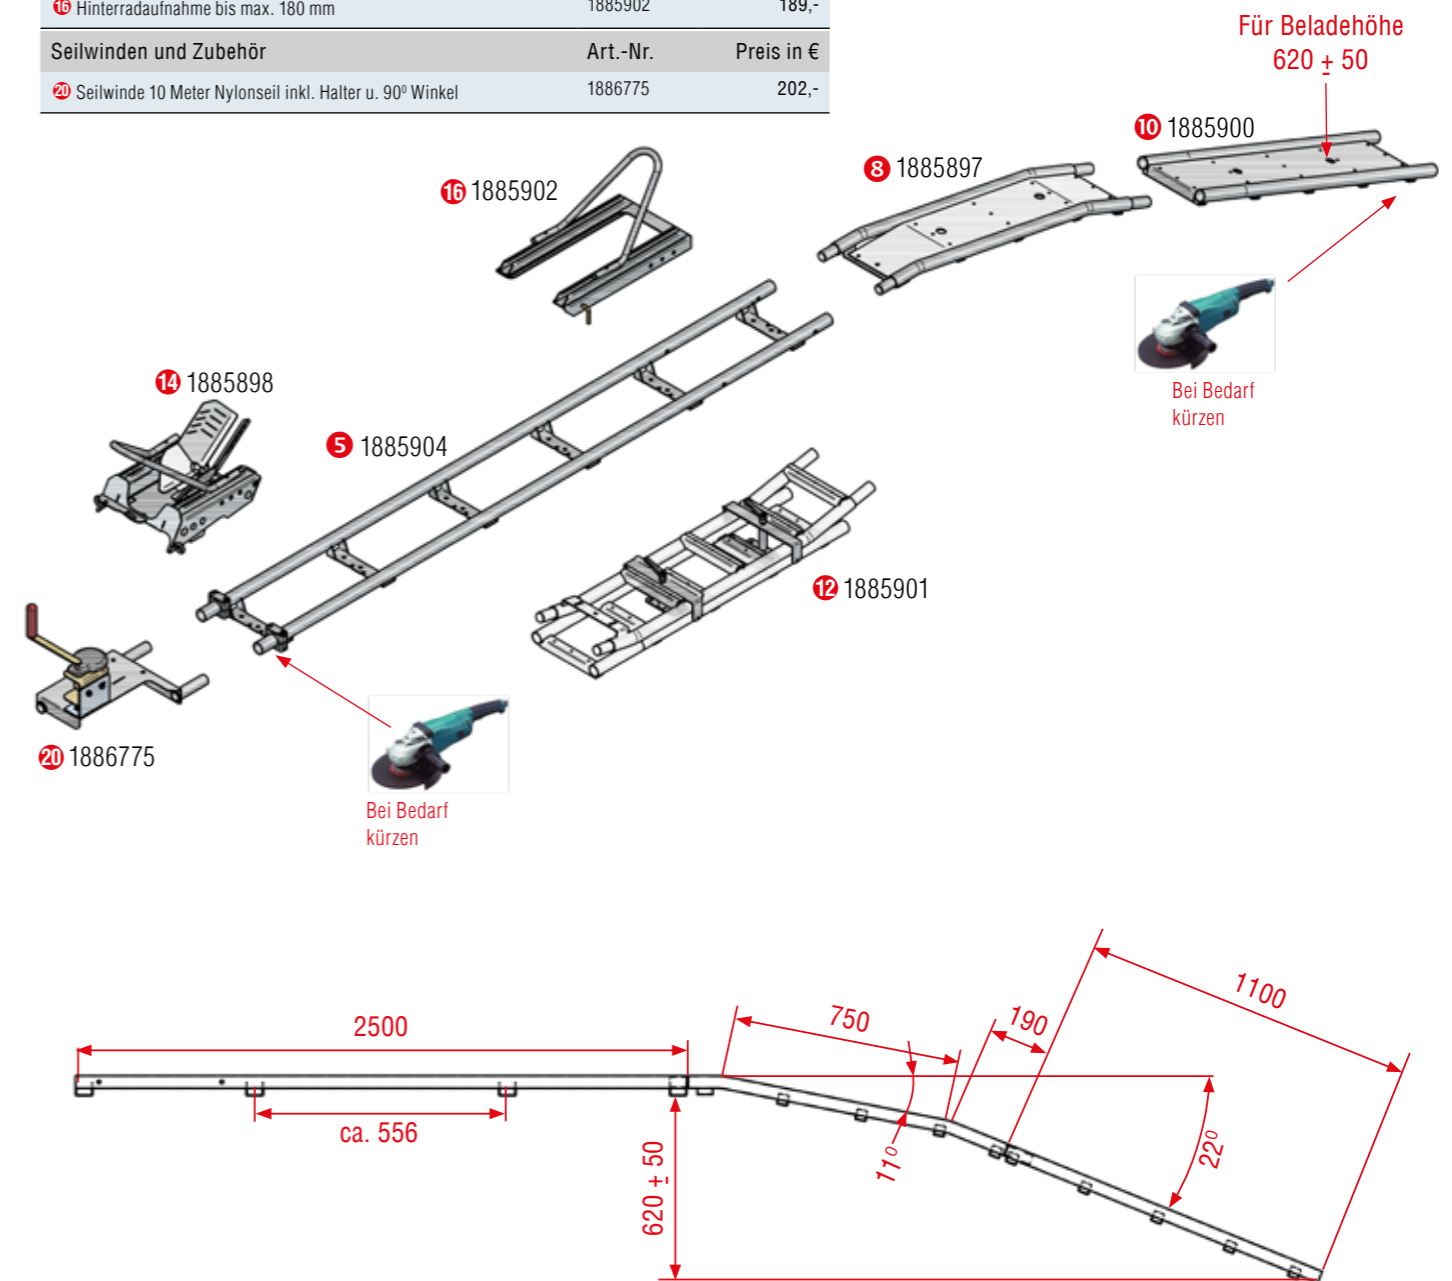 16 Hinterradaufnahme bis max. 180 mm 1885902 189,-
Seilwinden und Zubehör Art.-Nr. Preis in €
20 Seilwinde 10 Meter Nylonseil inkl. Halter u. 90⁰ Winkel 1886775 202,-
Für Beladehöhe
620 ± 50
10 1885900
8 1885897
16 1885902
Bei Bedarf
kürzen
14 1885898
5 1885904
12 1885901
20 1886775
Bei Bedarf
kürzen
2500
750
190
1100
ca. 556
620 ± 50
11⁰
22⁰